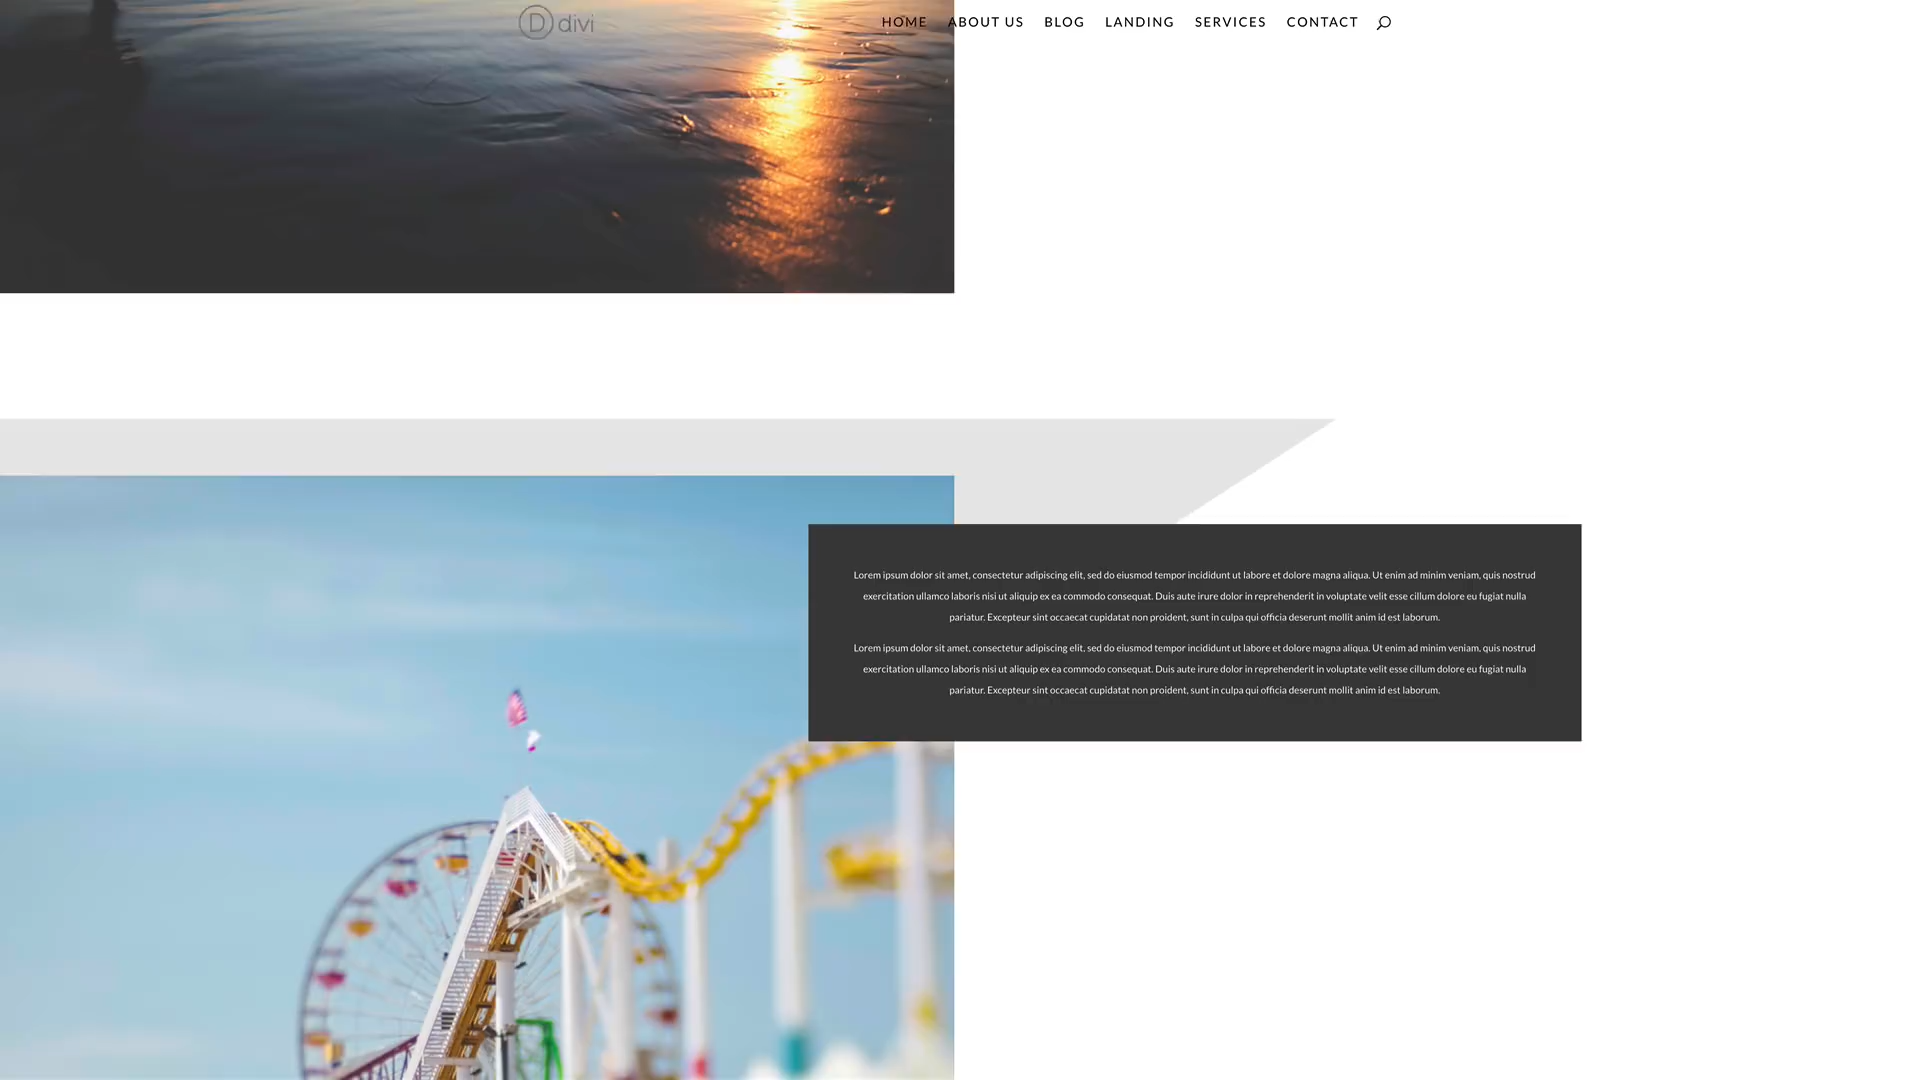 D divi
HOME ABOUT US BLOG LANDING SERVICES CONTACT
Lorem ipsum dolor sit amet, consectetur adipiscing elit, sed do eiusmod tempor incididunt ut labore et dolore magna aliqua. Ut enim ad minim veniam, quis nostrud
exercitation ullamco laboris nisi ut aliquip ex ea commodo consequat. Duis aute irure dolor in reprehenderit in voluptate velit esse cillum dolore eu fugiat nulla
pariatur. Excepteur sint occaecat cupidatat non proident, sunt in culpa qui officia deserunt mollit anim id est laborum.
Lorem ipsum dolor sit amet, consectetur adipiscing elit, sed do eiusmod tempor incididunt ut labore et dolore magna aliqua. Ut enim ad minim veniam, quis nostrud
exercitation ullamco laboris nisi ut aliquip ex ea commodo consequat. Duis aute irure dolor in reprehenderit in voluptate velit esse cillum dolore eu fugiat nulla
pariatur. Excepteur sint occaecat cupidatat non proident, sunt in culpa qui officia deserunt mollit anim id est laborum.